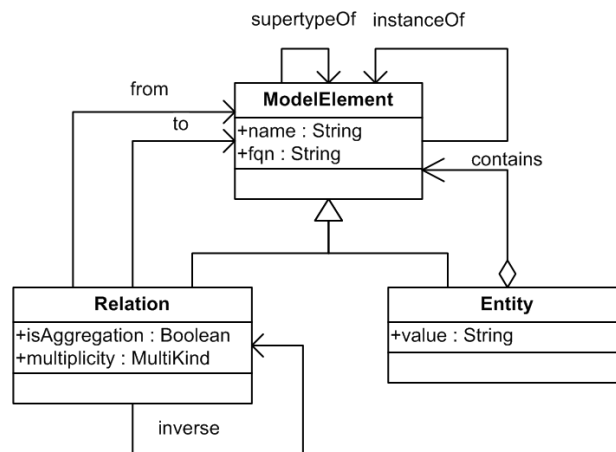 supertypeOf instanceOf
from
ModelElement
to
+name : String
+fqn : String
contains
Relation
Entity
+isAggregation : Boolean
+value : String
+multiplicity : MultiKind
inverse